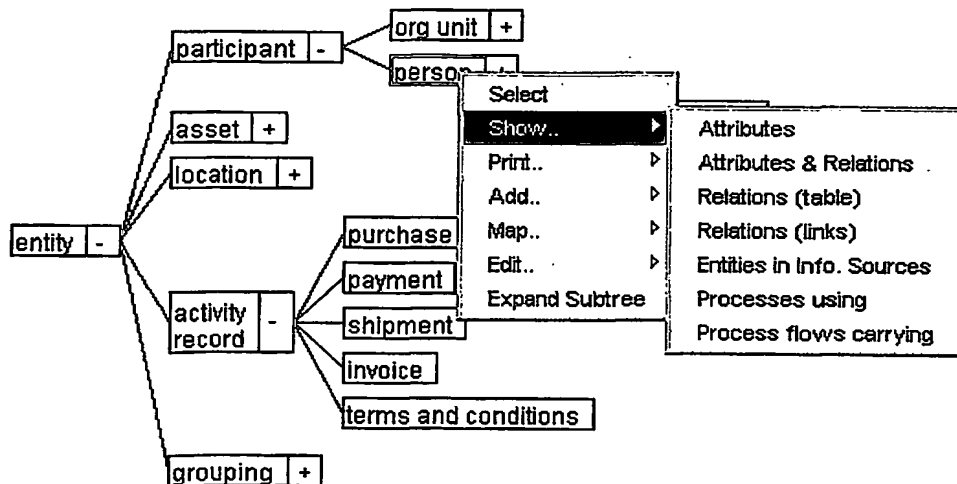 org unit +
participant -
person +
Select
asset +
Show..
Attributes
Print..
Attributes & Relations
location +
Add..
Relations (table)
purchase
Map..
Relations (links)
entity -
payment
Edit..
Entities in Info. Sources
Expand Subtree
Processes using
activity
record -
shipment
Process flows carrying
invoice
terms and conditions
grouping +